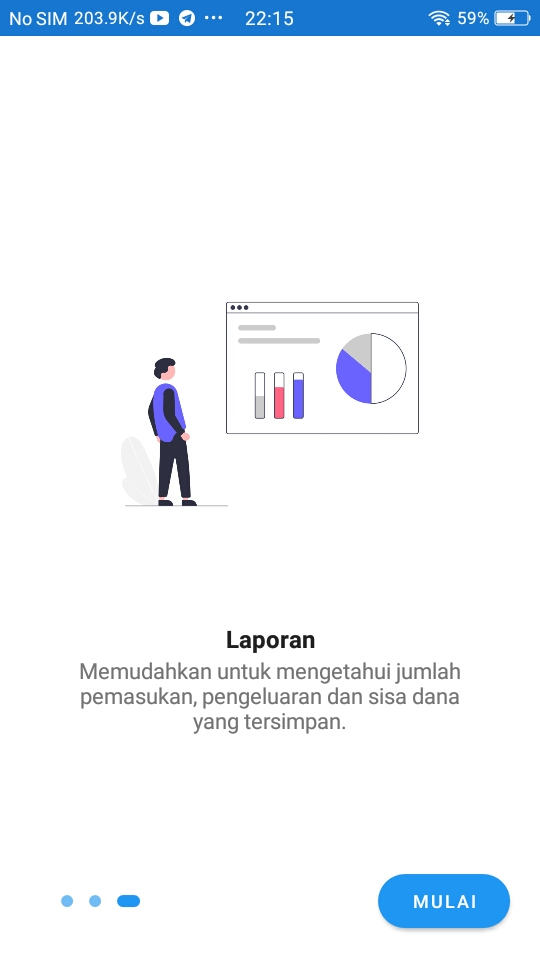 No SIM 203.9K/s ... 22:15 59%
Laporan
Memudahkan untuk mengetahui jumlah
pemasukan, pengeluaran dan sisa dana
yang tersimpan.
MULAI